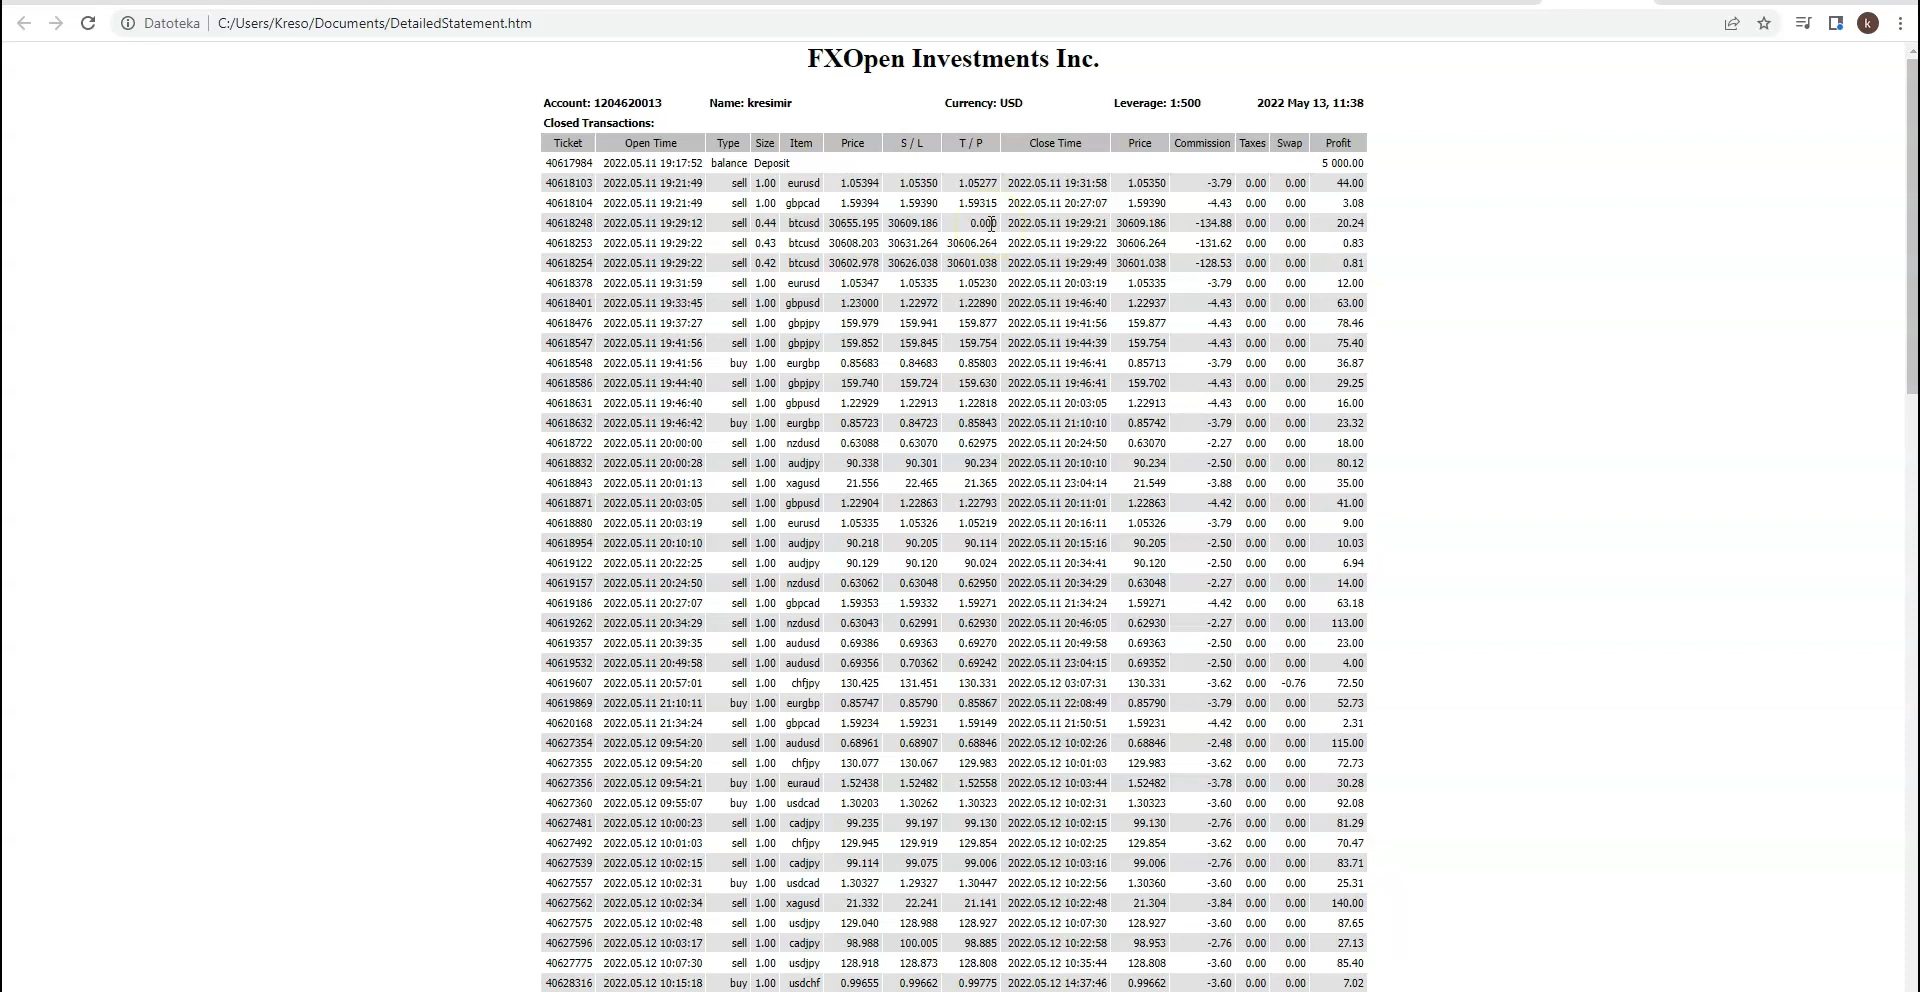 Datoteka | C:/Users/Kreso/Documents/DetailedStatement.htm k
FXOpen Investments Inc.
Account: 1204620013 Name: kresimir Currency: USD Leverage: 1:500 2022 May 13, 11:38
Closed Transactions:
Ticket Open Time Type Size Item Price S / L T / P Close Time Price Commission Taxes Swap Profit
40617984 2022.05.11 19:17:52 balance Deposit 5 000.00
40618103 2022.05.11 19:21:49 sell 1.00 eurusd 1.05394 1.05350 1.05277 2022.05.11 19:31:58 1.05350 -3.79 0.00 0.00 44.00
40618104 2022.05.11 19:21:49 sell 1.00 gbpcad 1.59394 1.59390 1.59315 2022.05.11 20:27:07 1.59390 -4.43 0.00 0.00 3.08
40618248 2022.05.11 19:29:12 sell 0.44 btcusd 30655.195 30609.186 0.000 2022.05.11 19:29:21 30609.186 -134.88 0.00 0.00 20.24
40618253 2022.05.11 19:29:22 sell 0.43 btcusd 30608.203 30631.264 30606.264 2022.05.11 19:29:22 30606.264 -131.62 0.00 0.00 0.83
40618254 2022.05.11 19:29:22 sell 0.42 btcusd 30602.978 30626.038 30601.038 2022.05.11 19:29:49 30601.038 -128.53 0.00 0.00 0.81
40618378 2022.05.11 19:31:59 sell 1.00 eurusd 1.05347 1.05335 1.05230 2022.05.11 20:03:19 1.05335 -3.79 0.00 0.00 12.00
40618401 2022.05.11 19:33:45 sell 1.00 gbpusd 1.23000 1.22972 1.22890 2022.05.11 19:46:40 1.22937 -4.43 0.00 0.00 63.00
40618476 2022.05.11 19:37:27 sell 1.00 gbpjpy 159.979 159.941 159.877 2022.05.11 19:41:56 159.877 -4.43 0.00 0.00 78.46
40618547 2022.05.11 19:41:56 sell 1.00 gbpjpy 159.852 159.845 159.754 2022.05.11 19:44:39 159.754 -4.43 0.00 0.00 75.40
40618548 2022.05.11 19:41:56 buy 1.00 eurgbp 0.85683 0.84683 0.85803 2022.05.11 19:46:41 0.85713 -3.79 0.00 0.00 36.87
40618586 2022.05.11 19:44:40 sell 1.00 gbpjpy 159.740 159.724 159.630 2022.05.11 19:46:41 159.702 -4.43 0.00 0.00 29.25
40618631 2022.05.11 19:46:40 sell 1.00 gbpusd 1.22929 1.22913 1.22818 2022.05.11 20:03:05 1.22913 -4.43 0.00 0.00 16.00
40618632 2022.05.11 19:46:42 buy 1.00 eurgbp 0.85723 0.84723 0.85843 2022.05.11 21:10:10 0.85742 -3.79 0.00 0.00 23.32
40618722 2022.05.11 20:00:00 sell 1.00 nzdusd 0.63088 0.63070 0.62975 2022.05.11 20:24:50 0.63070 -2.27 0.00 0.00 18.00
40618832 2022.05.11 20:00:28 sell 1.00 audjpy 90.338 90.301 90.234 2022.05.11 20:10:10 90.234 -2.50 0.00 0.00 80.12
40618843 2022.05.11 20:01:13 sell 1.00 xagusd 21.556 22.465 21.365 2022.05.11 23:04:14 21.549 -3.88 0.00 0.00 35.00
40618871 2022.05.11 20:03:05 sell 1.00 gbpusd 1.22904 1.22863 1.22793 2022.05.11 20:11:01 1.22863 -4.42 0.00 0.00 41.00
40618880 2022.05.11 20:03:19 sell 1.00 eurusd 1.05335 1.05326 1.05219 2022.05.11 20:16:11 1.05326 -3.79 0.00 0.00 9.00
40618954 2022.05.11 20:10:10 sell 1.00 audjpy 90.218 90.205 90.114 2022.05.11 20:15:16 90.205 -2.50 0.00 0.00 10.03
40619122 2022.05.11 20:22:25 sell 1.00 audjpy 90.129 90.120 90.024 2022.05.11 20:34:41 90.120 -2.50 0.00 0.00 6.94
40619157 2022.05.11 20:24:50 sell 1.00 nzdusd 0.63062 0.63048 0.62950 2022.05.11 20:34:29 0.63048 -2.27 0.00 0.00 14.00
40619186 2022.05.11 20:27:07 sell 1.00 gbpcad 1.59353 1.59332 1.59271 2022.05.11 21:34:24 1.59271 -4.42 0.00 0.00 63.18
40619262 2022.05.11 20:34:29 sell 1.00 nzdusd 0.63043 0.62991 0.62930 2022.05.11 20:46:05 0.62930 -2.27 0.00 0.00 113.00
40619357 2022.05.11 20:39:35 sell 1.00 audusd 0.69386 0.69363 0.69270 2022.05.11 20:49:58 0.69363 -2.50 0.00 0.00 23.00
40619532 2022.05.11 20:49:58 sell 1.00 audusd 0.69356 0.70362 0.69242 2022.05.11 23:04:15 0.69352 -2.50 0.00 0.00 4.00
40619607 2022.05.11 20:57:01 sell 1.00 chfjpy 130.425 131.451 130.331 2022.05.12 03:07:31 130.331 -3.62 0.00 -0.76 72.50
40619869 2022.05.11 21:10:11 buy 1.00 eurgbp 0.85747 0.85790 0.85867 2022.05.11 22:08:49 0.85790 -3.79 0.00 0.00 52.73
40620168 2022.05.11 21:34:24 sell 1.00 gbpcad 1.59234 1.59231 1.59149 2022.05.11 21:50:51 1.59231 -4.42 0.00 0.00 2.31
40627354 2022.05.12 09:54:20 sell 1.00 audusd 0.68961 0.68907 0.68846 2022.05.12 10:02:26 0.68846 -2.48 0.00 0.00 115.00
40627355 2022.05.12 09:54:20 sell 1.00 chfjpy 130.077 130.067 129.983 2022.05.12 10:01:03 129.983 -3.62 0.00 0.00 72.73
40627356 2022.05.12 09:54:21 buy 1.00 euraud 1.52438 1.52482 1.52558 2022.05.12 10:03:44 1.52482 -3.78 0.00 0.00 30.28
40627360 2022.05.12 09:55:07 buy 1.00 usdcad 1.30203 1.30262 1.30323 2022.05.12 10:02:31 1.30323 -3.60 0.00 0.00 92.08
40627481 2022.05.12 10:00:23 sell 1.00 cadjpy 99.235 99.197 99.130 2022.05.12 10:02:15 99.130 -2.76 0.00 0.00 81.29
40627492 2022.05.12 10:01:03 sell 1.00 chfjpy 129.945 129.919 129.854 2022.05.12 10:02:25 129.854 -3.62 0.00 0.00 70.47
40627539 2022.05.12 10:02:15 sell 1.00 cadjpy 99.114 99.075 99.006 2022.05.12 10:03:16 99.006 -2.76 0.00 0.00 83.71
40627557 2022.05.12 10:02:31 buy 1.00 usdcad 1.30327 1.29327 1.30447 2022.05.12 10:22:56 1.30360 -3.60 0.00 0.00 25.31
40627562 2022.05.12 10:02:34 sell 1.00 xagusd 21.332 22.241 21.141 2022.05.12 10:22:48 21.304 -3.84 0.00 0.00 140.00
40627575 2022.05.12 10:02:48 sell 1.00 usdjpy 129.040 128.988 128.927 2022.05.12 10:07:30 128.927 -3.60 0.00 0.00 87.65
40627596 2022.05.12 10:03:17 sell 1.00 cadjpy 98.988 100.005 98.885 2022.05.12 10:22:58 98.953 -2.76 0.00 0.00 27.13
40627775 2022.05.12 10:07:30 sell 1.00 usdjpy 128.918 128.873 128.808 2022.05.12 10:35:44 128.808 -3.60 0.00 0.00 85.40
40628316 2022.05.12 10:15:18 buy 1.00 usdchf 0.99655 0.99662 0.99775 2022.05.12 14:37:46 0.99662 -3.60 0.00 0.00 7.02